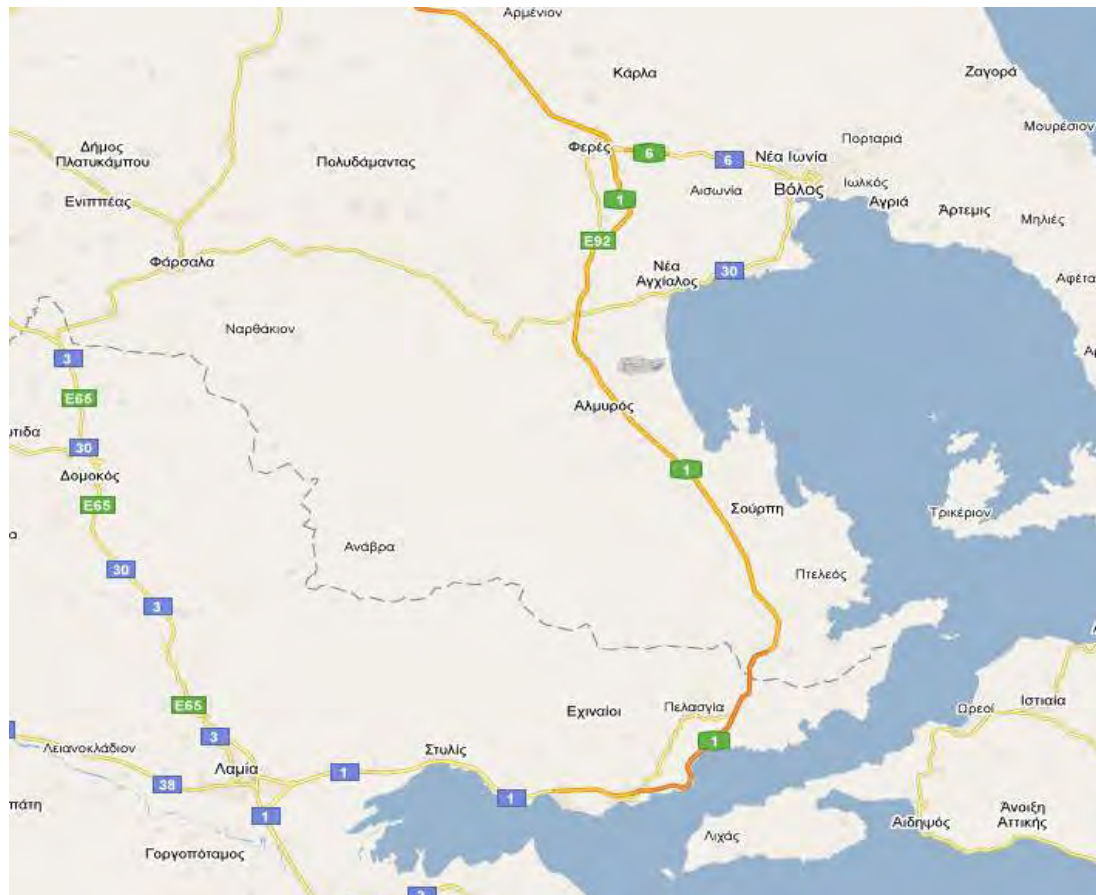 Αρμένιον
Κάρλα
Ζαγορά
Μουρέσιον
Πορταριά
Δήμος
Πλατυκάμπου
Πολυδάμαντας
Φερές
6
6
Νέα Ιωνία
Ιωλκός
Βόλος
Αισωνία
Αγριά
Άρτεμις
Μηλιές
Ενιππέας
1
E92
Φάρσαλα
Νέα
Αγχίαλος
30
Αφέτα
Ναρθάκιον
3
E65
Αλμυρός
30
Δομοκός
1
E65
Σούρπη
Τρικέριον
Ανάβρα
30
Πτελεός
3
E65
Εχιναίοι
Πελασγία
Ιστιαία
Ωρεοί
3
1
Λειανοκλάδιον
Στυλίς
Λαμία
1
38
1
1
Άνοιξη
Αττικής
Αιδηψός
Λιχάς
Γοργοπόταμος